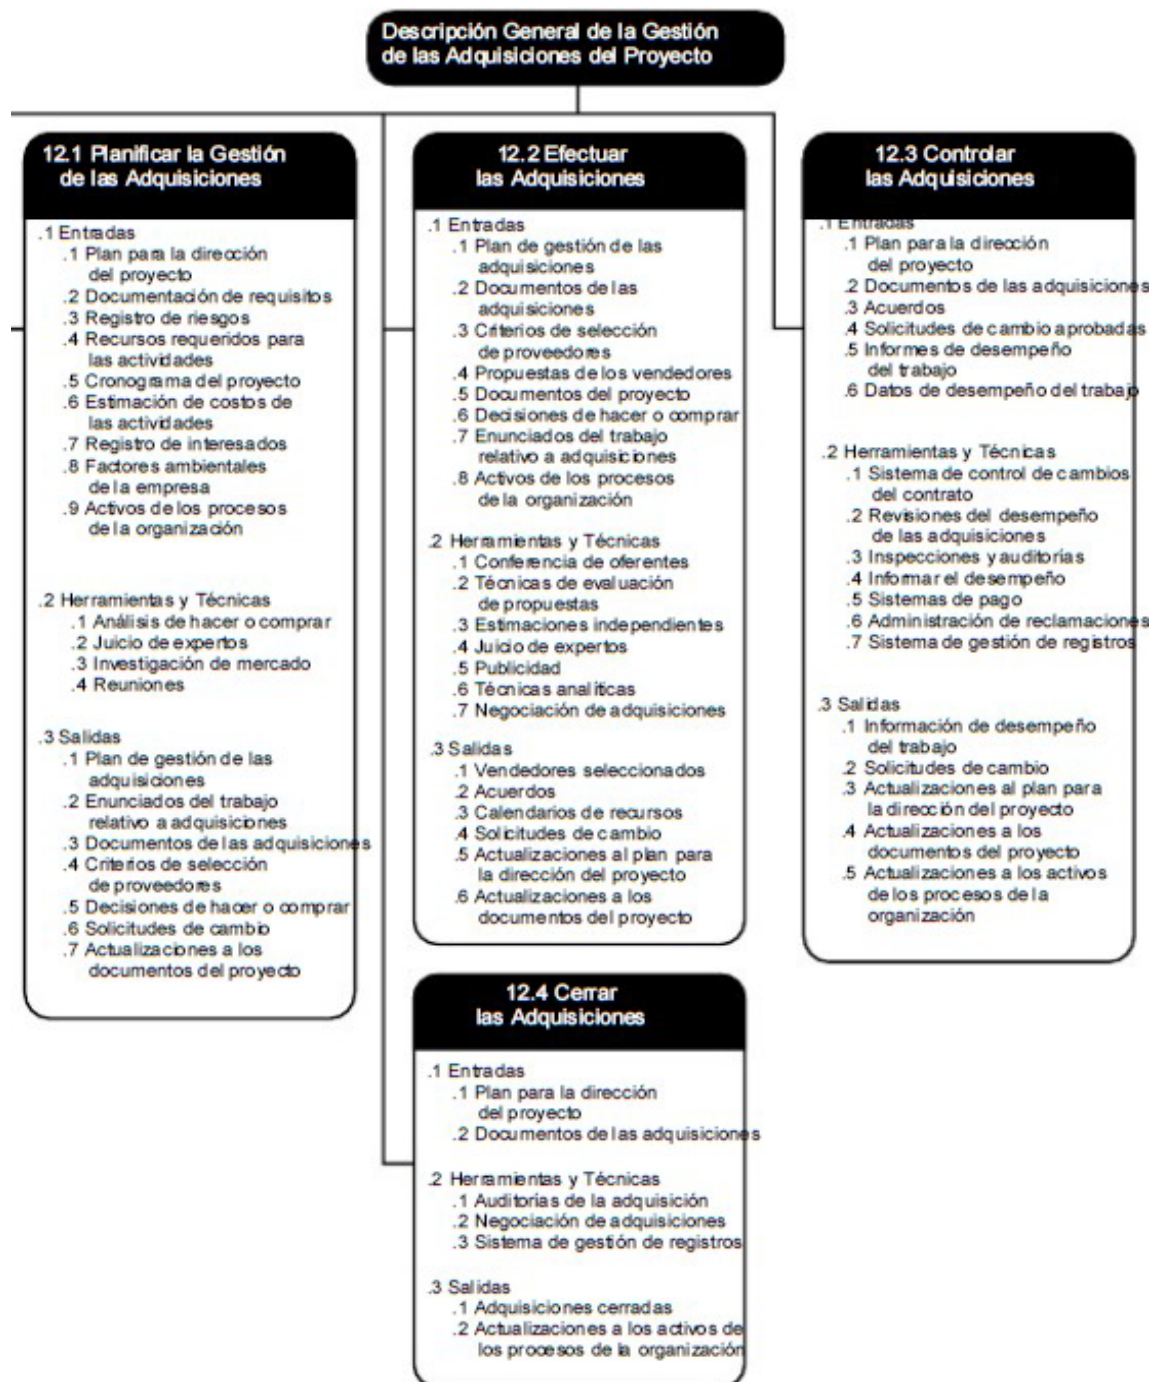 Descripción General de la Gestión
de las Adquisiciones del Proyecto
12.1 Planificar la Gestión
de las Adquisiciones
.1 Entradas
.1 Plan para la dirección
del proyecto
.2 Documentación de requisitos
.3 Registro de riesgos
.4 Recursos requeridos para
las actividades
.5 Cronograma del proyecto
.6 Estimación de costos de
las actividades
.7 Registro de interesados
.8 Factores ambientales
de la empresa
.9 Activos de los procesos
de la organización
.2 Herramientas y Técnicas
.1 Análisis de hacer o comprar
.2 Juicio de expertos
.3 Investigación de mercado
.4 Reuniones
.3 Salidas
.1 Plan de gestión de las
adquisiciones
.2 Enunciados del trabajo
relativo a adquisiciones
.3 Documentos de las adquisiciones
.4 Criterios de selección
de proveedores
.5 Decisiones de hacer o comprar
.6 Solicitudes de cambio
.7 Actualizaciones a los
documentos del proyecto
12.2 Efectuar
las Adquisiciones
.1 Entradas
.1 Plan de gestión de las
adquisiciones
.2 Documentos de las
adquisiciones
.3 Criterios de selección
de proveedores
.4 Propuestas de los vendedores
.5 Documentos del proyecto
.6 Decisiones de hacer o comprar
.7 Enunciados del trabajo
relativo a adquisiciones
.8 Activos de los procesos
de la organización
.2 Herramientas y Técnicas
.1 Conferencia de oferentes
.2 Técnicas de evaluación
de propuestas
.3 Estimaciones independientes
.4 Juicio de expertos
.5 Publicidad
.6 Técnicas analíticas
.7 Negociación de adquisiciones
.3 Salidas
.1 Vendedores seleccionados
.2 Acuerdos
.3 Calendarios de recursos
.4 Solicitudes de cambio
.5 Actualizaciones al plan para
la dirección del proyecto
.6 Actualizaciones a los
documentos del proyecto
12.3 Controlar
las Adquisiciones
.1 Entradas
.1 Plan para la dirección
del proyecto
.2 Documentos de las adquisiciones
.3 Acuerdos
.4 Solicitudes de cambio aprobadas
.5 Informes de desempeño
del trabajo
.6 Datos de desempeño del trabajo
.2 Herramientas y Técnicas
.1 Sistema de control de cambios
del contrato
.2 Revisiones del desempeño
de las adquisiciones
.3 Inspecciones y auditorías
.4 Informar el desempeño
.5 Sistemas de pago
.6 Administración de reclamaciones
.7 Sistema de gestión de registros
.3 Salidas
.1 Información de desempeño
del trabajo
.2 Solicitudes de cambio
.3 Actualizaciones al plan para
la dirección del proyecto
.4 Actualizaciones a los
documentos del proyecto
.5 Actualizaciones a los activos
de los procesos de la
organización
12.4 Cerrar
las Adquisiciones
.1 Entradas
.1 Plan para la dirección
del proyecto
.2 Documentos de las adquisiciones
.2 Herramientas y Técnicas
.1 Auditorías de la adquisición
.2 Negociación de adquisiciones
.3 Sistema de gestión de registros
.3 Salidas
.1 Adquisiciones cerradas
.2 Actualizaciones a los activos de
los procesos de la organización